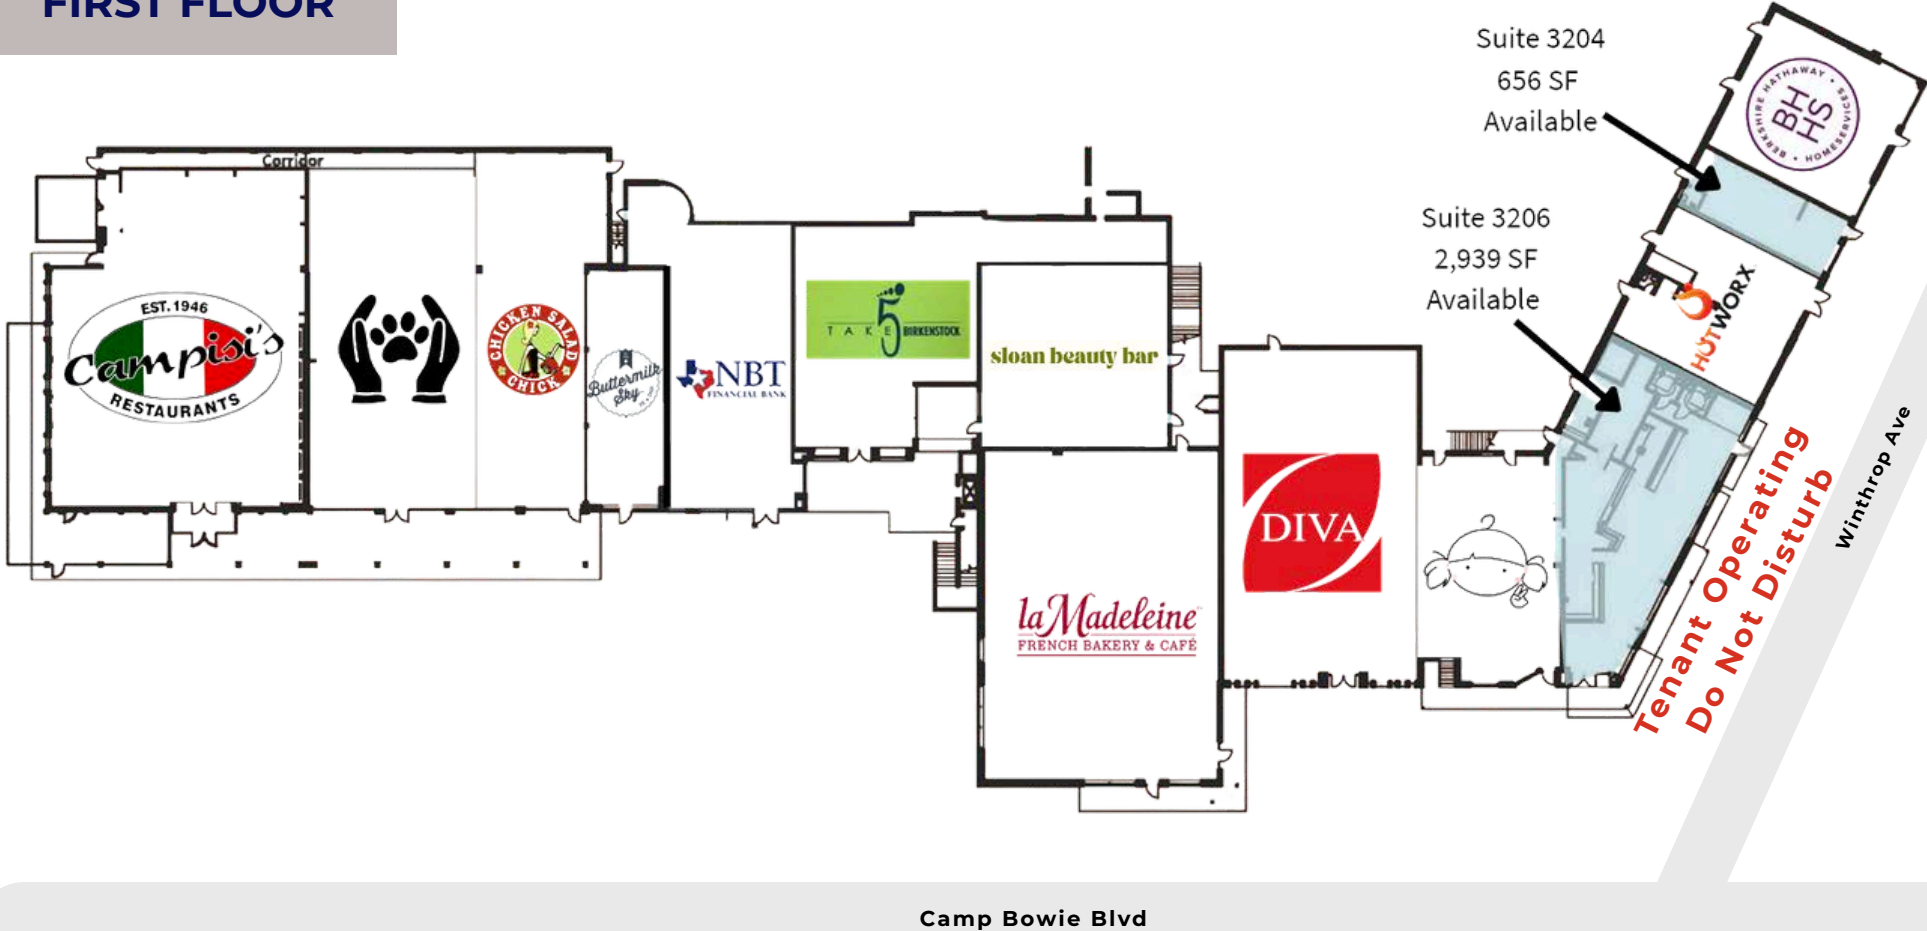 FIRST FLOOR
Suite 3204
656 SF
Available
BERKSHIRE HATHAWAY
HOMESERVICES
BH
HS
Corridor
Suite 3206
2,939 SF
Available
HOTWORX
EST. 1946
Campisi's
RESTAURANTS
CHICKEN SALAD
CHICK
Buttermilk
Sky
NBT
FINANCIAL BANK
TAKE 5 BIRKENSTOCK
sloan beauty bar
DIVA
la Madeleine
FRENCH BAKERY & CAFÉ
Tenant Operating
Do Not Disturb
Winthrop Ave
Camp Bowie Blvd